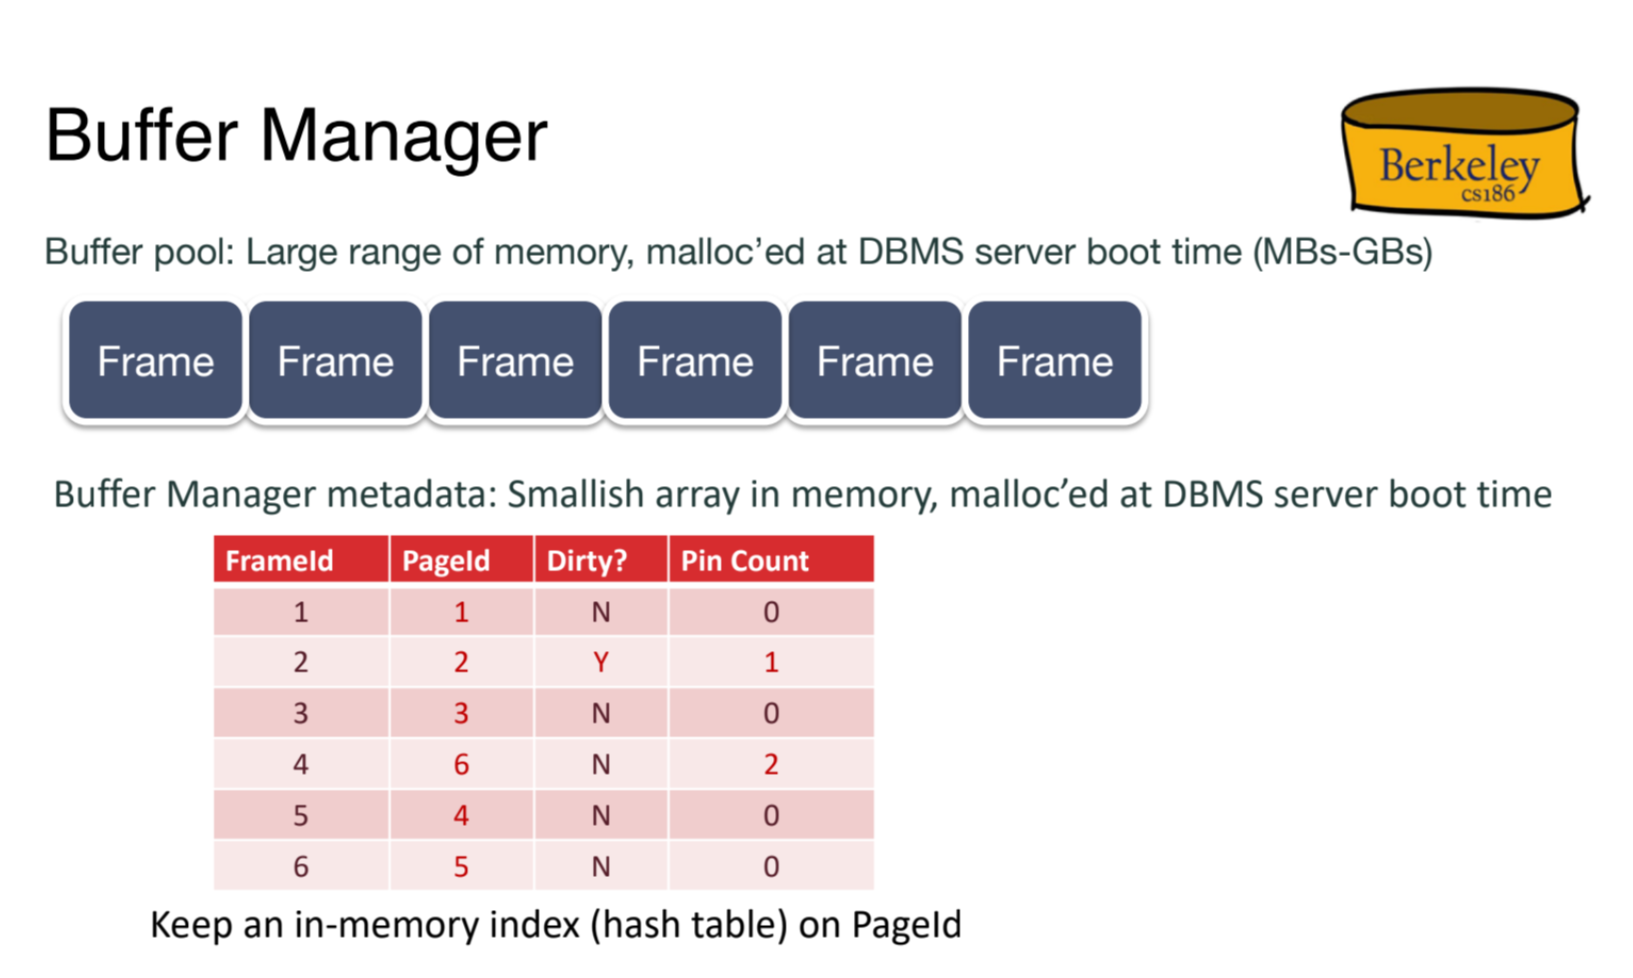 Buffer Manager
Berkeley
cs186
Buffer pool: Large range of memory, malloc’ed at DBMS server boot time (MBs-GBs)
Frame Frame Frame Frame Frame Frame
Buffer Manager metadata: Smallish array in memory, malloc’ed at DBMS server boot time
FrameId PageId Dirty? Pin Count
1 1 N 0
2 2 Y 1
3 3 N 0
4 6 N 2
5 4 N 0
6 5 N 0
Keep an in-memory index (hash table) on PageId